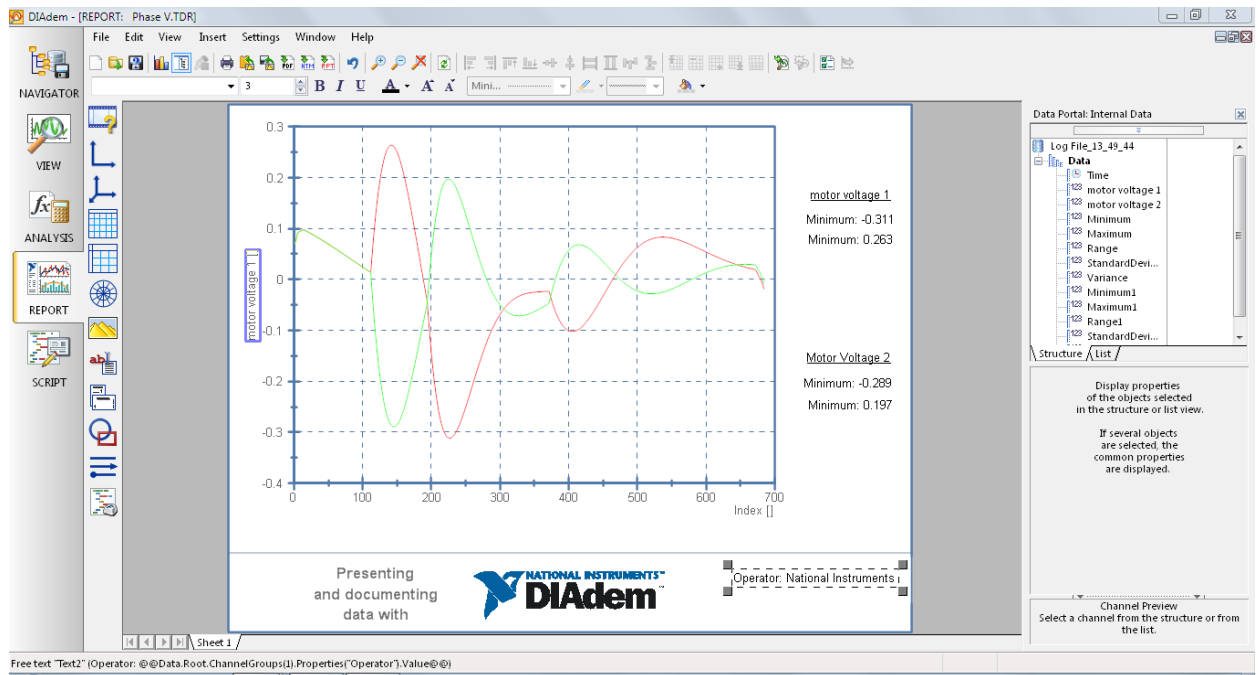 DIAdem - [REPORT:   Phase V.TDR]
File Edit View Insert Settings Window Help
NAVIGATOR
3 B I U A A A Mini...
VIEW
ANALYSIS
REPORT
SCRIPT
0.3
0.2
0.1
0
-0.1
-0.2
-0.3
-0.4
motor voltage 1 []
0 100 200 300 400 500 600 700
Index []
motor voltage 1
Minimum: -0.311
Minimum: 0.263
Motor Voltage 2
Minimum: -0.289
Minimum: 0.197
Presenting
and documenting
data with
NATIONAL INSTRUMENTS™
DIAdem™
Operator: National Instruments
Sheet 1
Data Portal: Internal Data
Log File_13_49_44
Data
Time
motor voltage 1
motor voltage 2
Minimum
Maximum
Range
StandardDevi...
Variance
Minimum1
Maximum1
Range1
StandardDevi...
Structure List
Display properties
of the objects selected
in the structure or list view.
If several objects
are selected, the
common properties
are displayed.
Channel Preview
Select a channel from the structure or from
the list.
Free text "Text2" (Operator: @@Data.Root.ChannelGroups(1).Properties("Operator").Value@@)